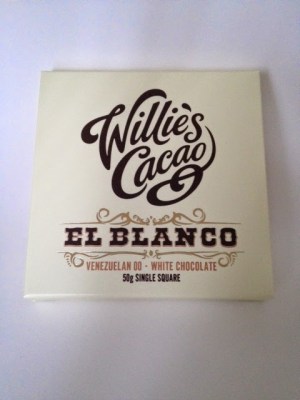 Willie's
Cacao
EL BLANCO
VENEZUELAN 00 - WHITE CHOCOLATE
50g SINGLE SQUARE